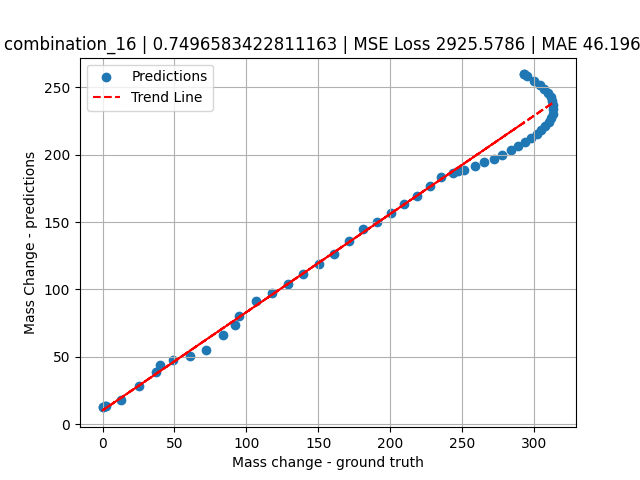 combination_16 | 0.7496583422811163 | MSE Loss 2925.5786 | MAE 46.196
Predictions
Trend Line
250
200
150
100
50
0
Mass Change - predictions
0 50 100 150 200 250 300
Mass change - ground truth